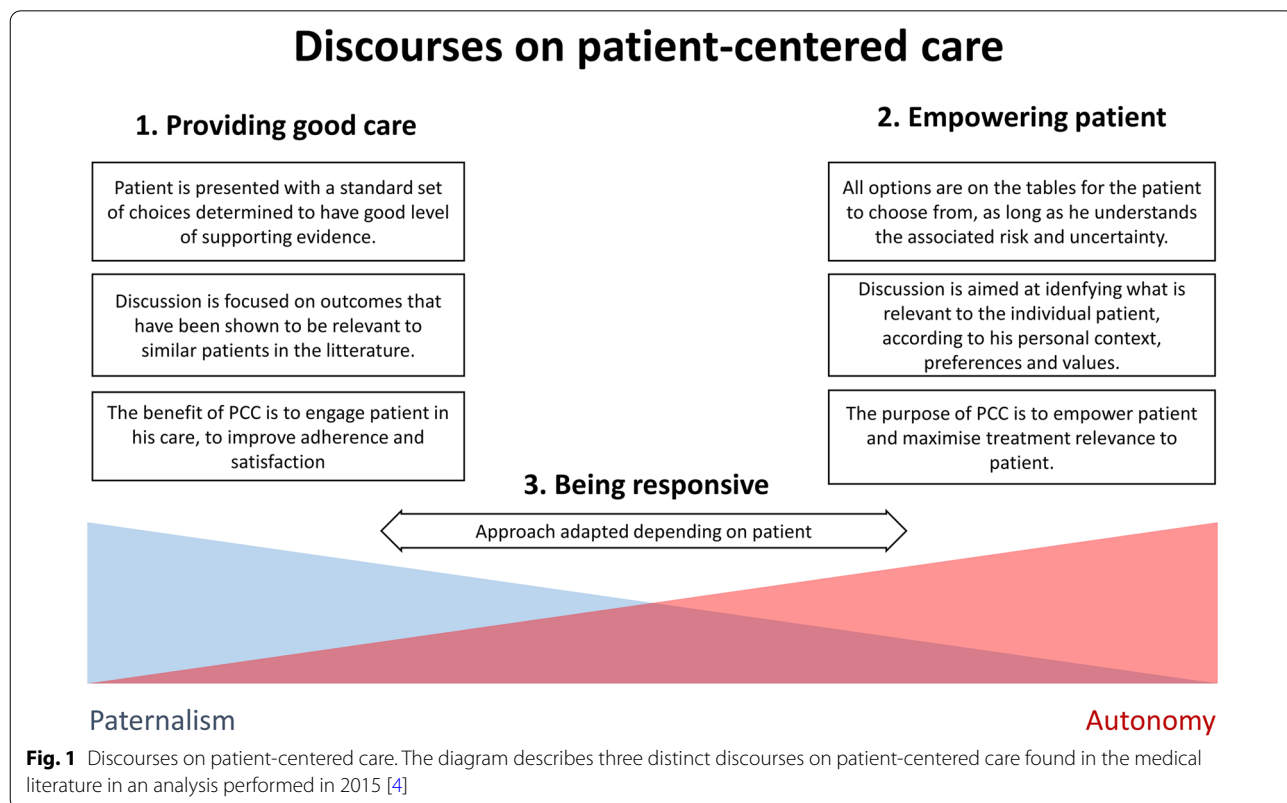 Discourses on patient-centered care
1. Providing good care
Patient is presented with a standard set
of choices determined to have good level
of supporting evidence.
Discussion is focused on outcomes that
have been shown to be relevant to
similar patients in the litterature.
The benefit of PCC is to engage patient in
his care, to improve adherence and
satisfaction
2. Empowering patient
All options are on the tables for the patient
to choose from, as long as he understands
the associated risk and uncertainty.
Discussion is aimed at idenfying what is
relevant to the individual patient,
according to his personal context,
preferences and values.
The purpose of PCC is to empower patient
and maximise treatment relevance to
patient.
3. Being responsive
Approach adapted depending on patient
Paternalism
Autonomy
Fig. 1 Discourses on patient-centered care. The diagram describes three distinct discourses on patient-centered care found in the medical
literature in an analysis performed in 2015 [4]